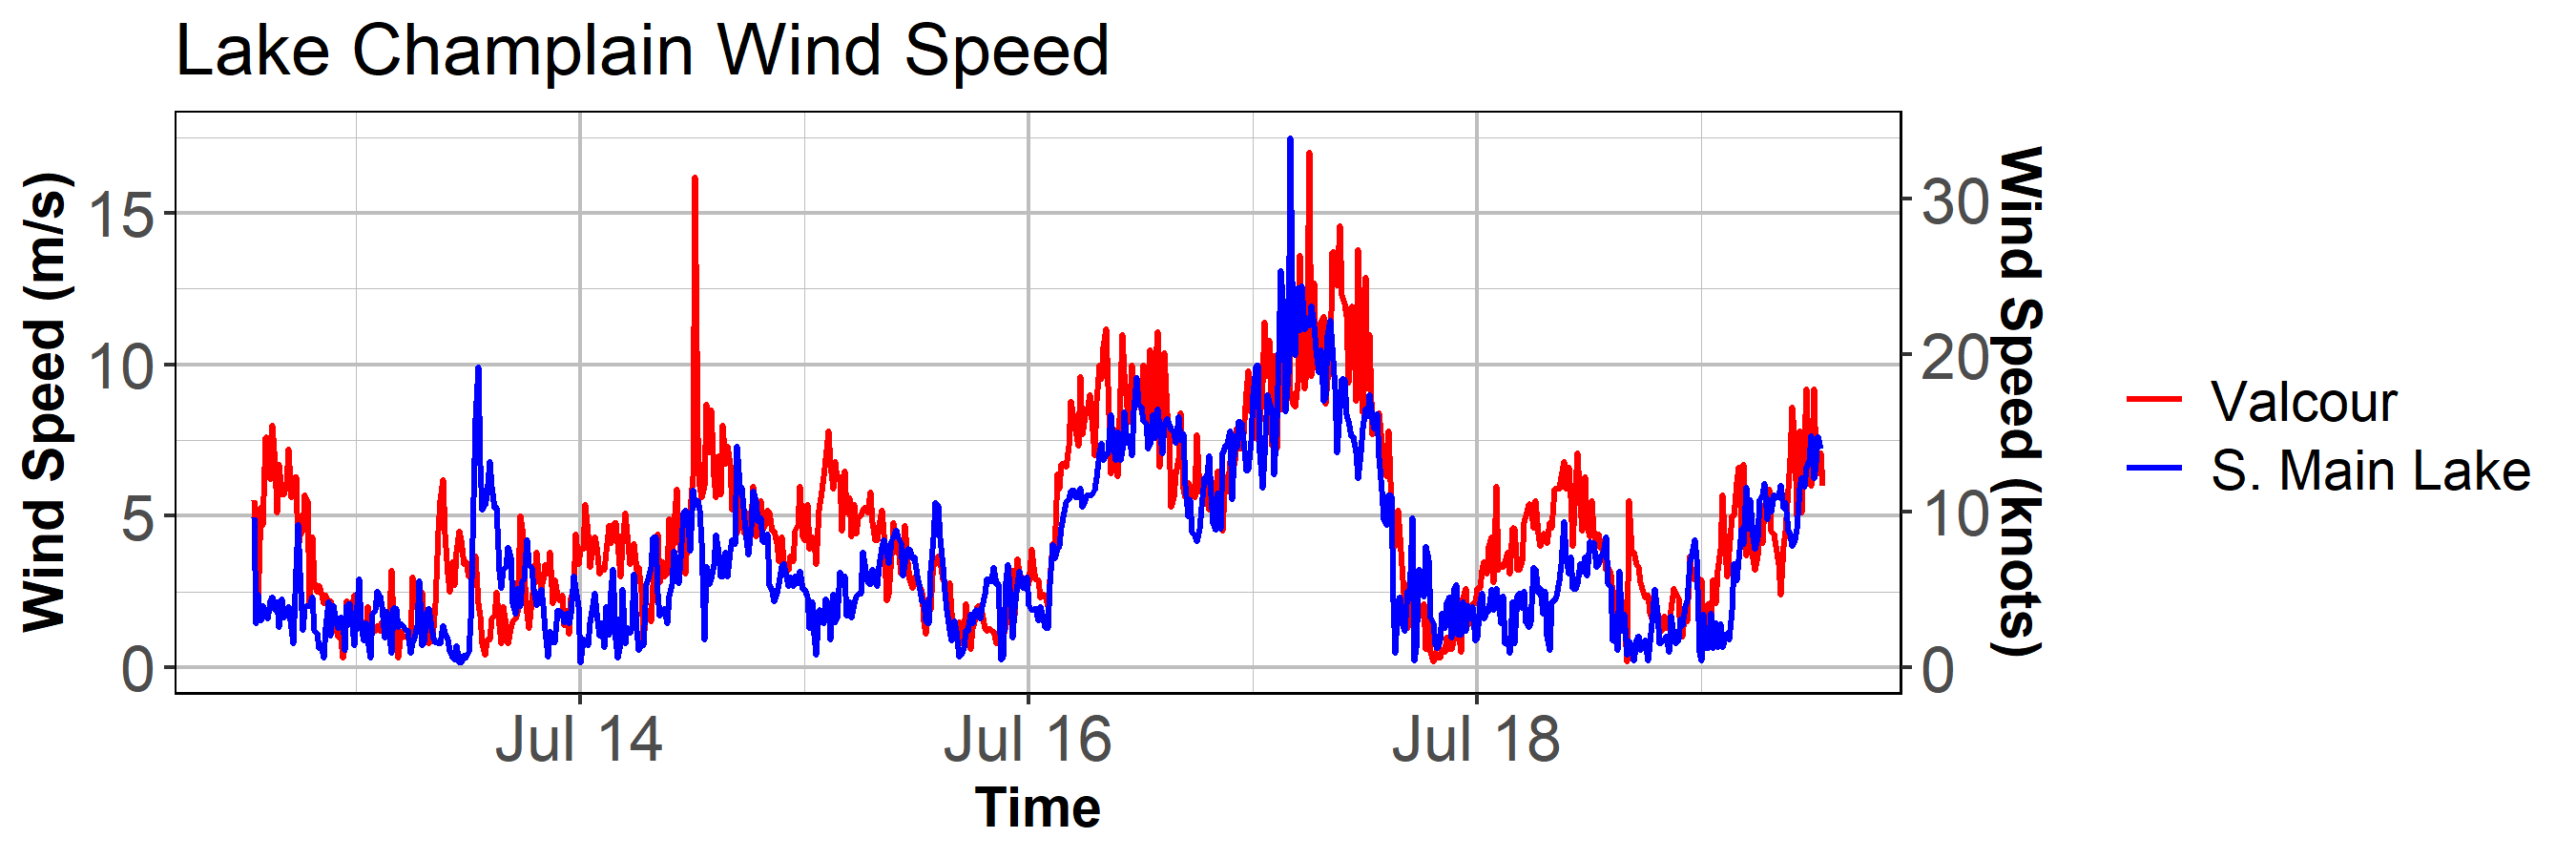 Lake Champlain Wind Speed
Wind Speed (m/s)
15
10
5
0
30
20
10
0
Wind Speed (knots)
Jul 14
Jul 16
Jul 18
Time
Valcour
S. Main Lake